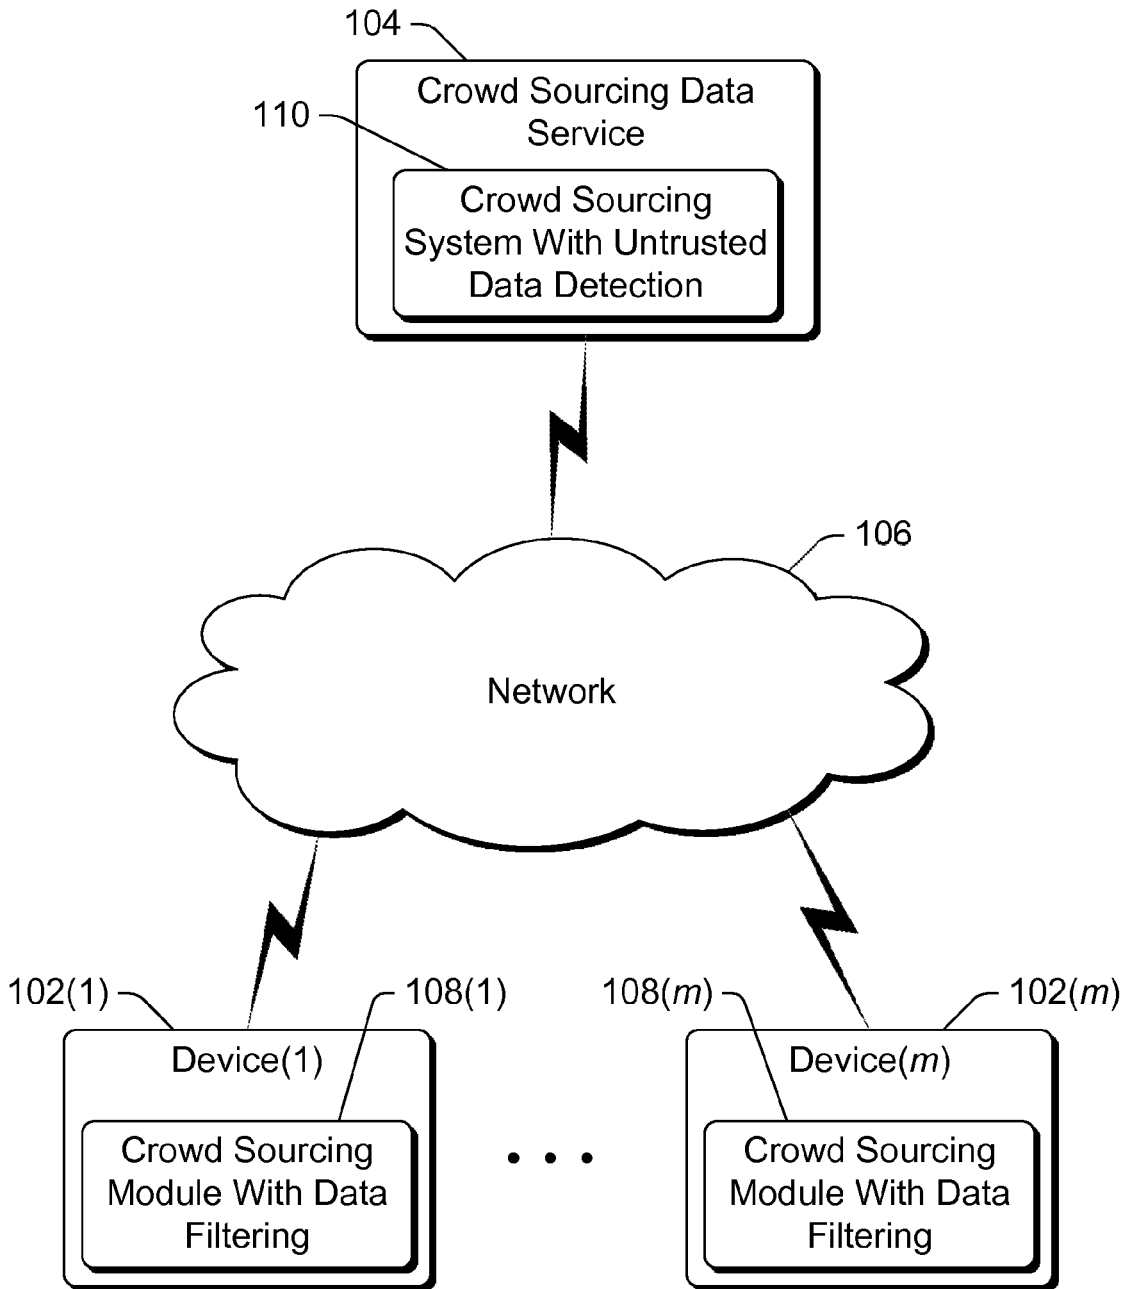 104
Crowd Sourcing Data
Service
110
Crowd Sourcing
System With Untrusted
Data Detection
106
Network
102(1)
108(1)
108(m)
102(m)
Device(1)
Crowd Sourcing
Module With Data
Filtering
. . .
Device(m)
Crowd Sourcing
Module With Data
Filtering